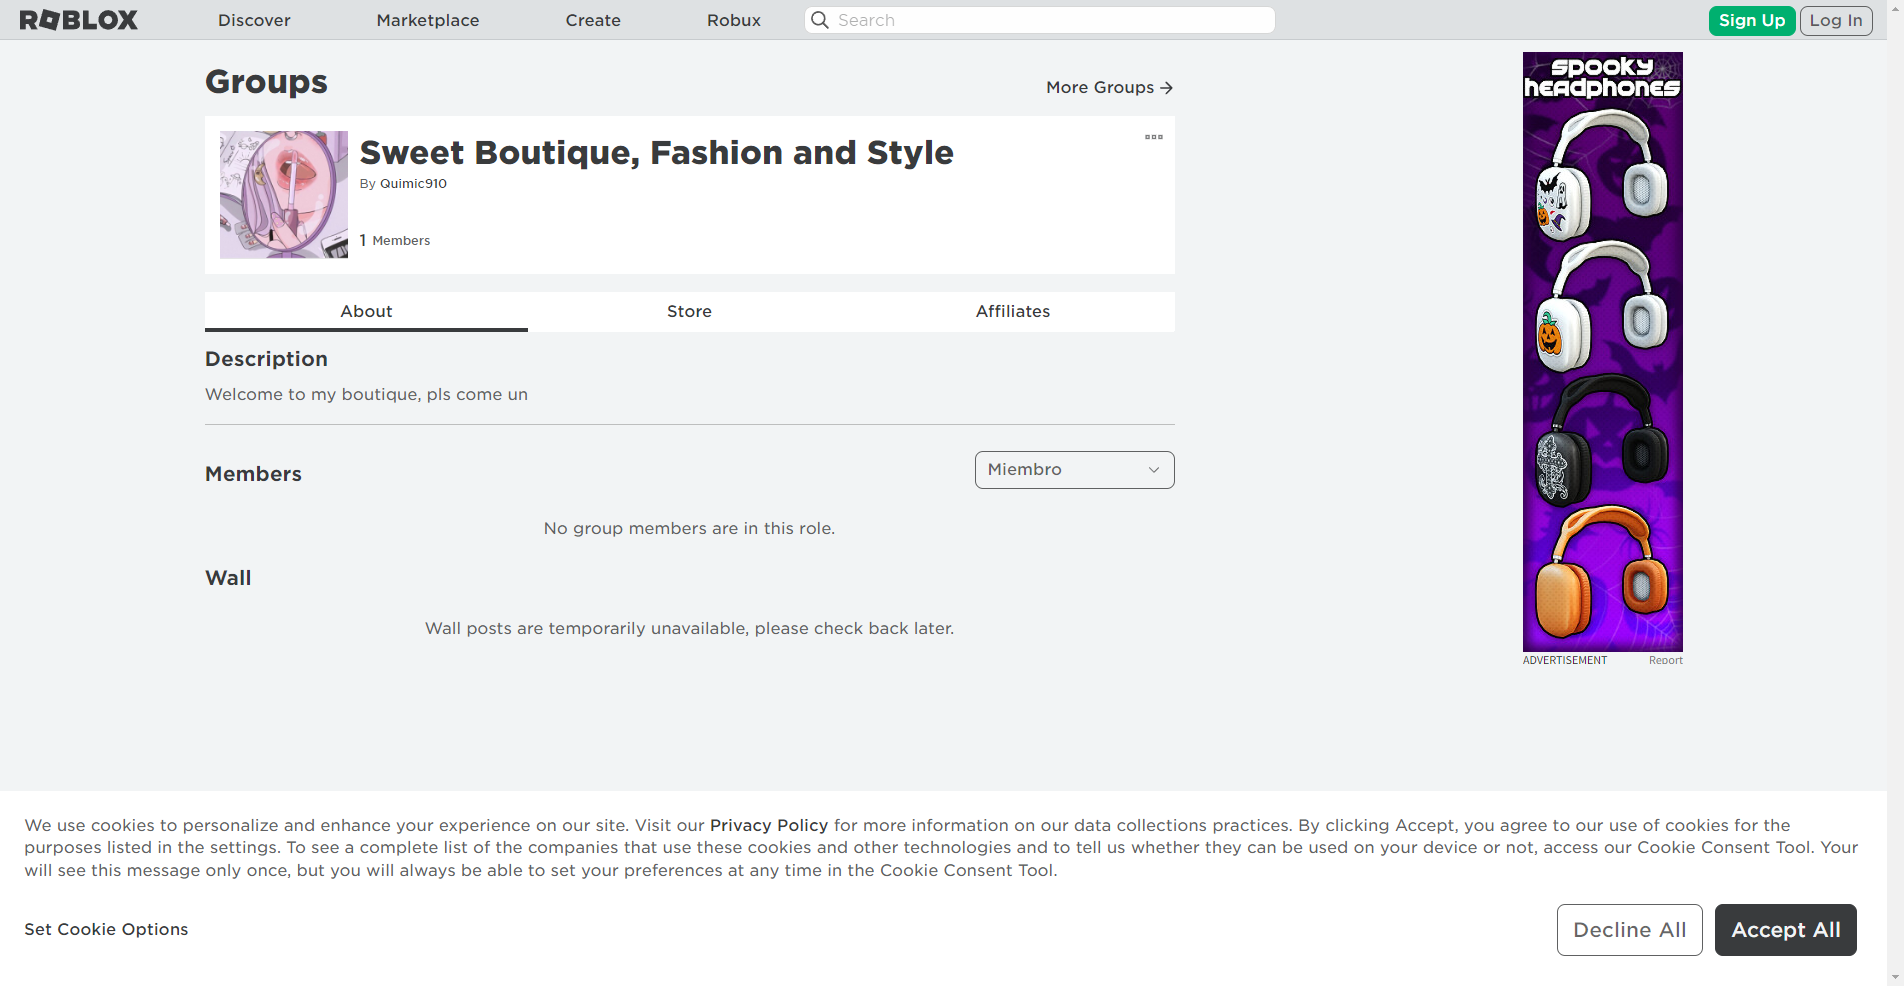 ROBLOX
Discover
Marketplace
Create
Robux
Search
Sign Up
Log In
Groups
More Groups
Sweet Boutique, Fashion and Style
By Quimic910
1 Members
About
Store
Affiliates
Description
Welcome to my boutique, pls come un
Members
Miembro
No group members are in this role.
Wall
Wall posts are temporarily unavailable, please check back later.
spooky
headphones
ADVERTISEMENT
Report
We use cookies to personalize and enhance your experience on our site. Visit our Privacy Policy for more information on our data collections practices. By clicking Accept, you agree to our use of cookies for the
purposes listed in the settings. To see a complete list of the companies that use these cookies and other technologies and to tell us whether they can be used on your device or not, access our Cookie Consent Tool. Your
will see this message only once, but you will always be able to set your preferences at any time in the Cookie Consent Tool.
Set Cookie Options
Decline All
Accept All